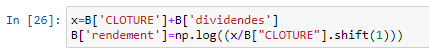 In [26]: x=B['CLOTURE']+B['dividendes']
B['rendement']=np.log((x/B["CLOTURE"].shift(1)))